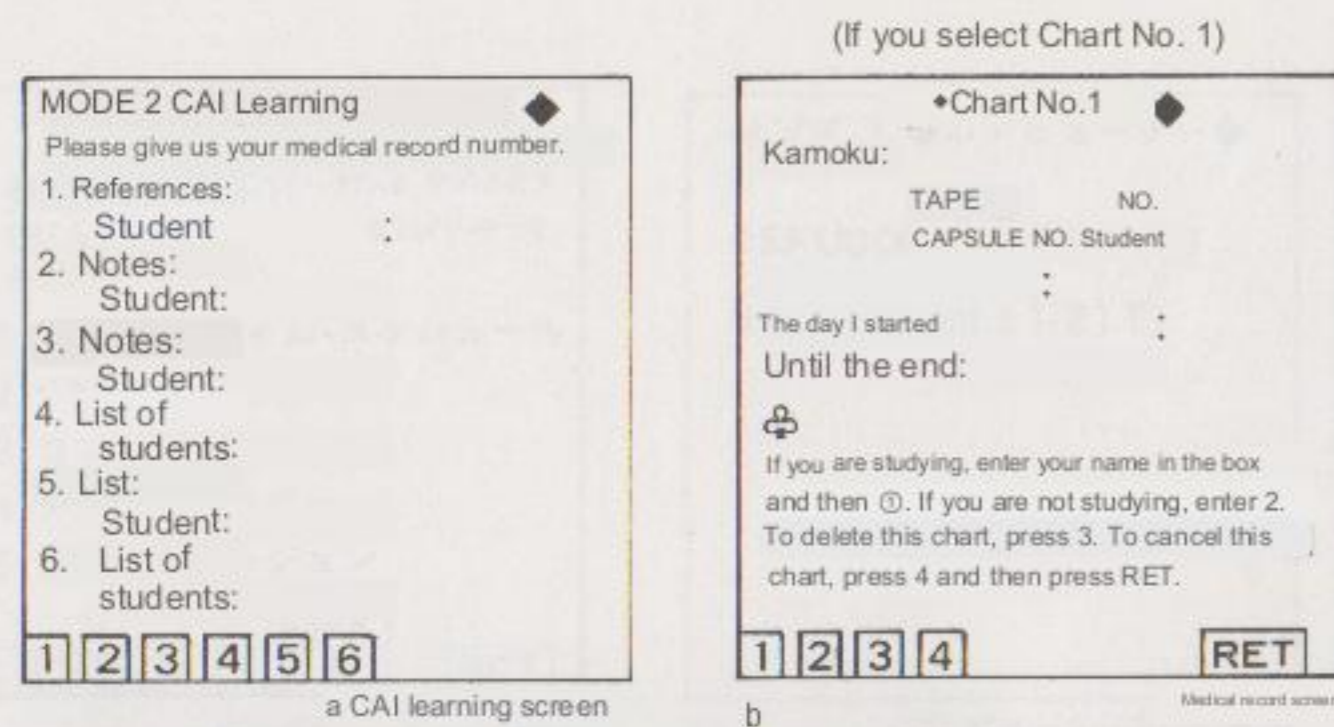 (If you select Chart No. 1)
MODE 2 CAI Learning
Please give us your medical record number.
1. References:
Student :
2. Notes:
Student:
3. Notes:
Student:
4. List of
students:
5. List:
Student:
6. List of
students:
1 2 3 4 5 6
a CAI learning screen
•Chart No.1
Kamoku:
TAPE NO.
CAPSULE NO. Student
:
The day I started :
Until the end:
If you are studying, enter your name in the box
and then ①. If you are not studying, enter 2.
To delete this chart, press 3. To cancel this
chart, press 4 and then press RET.
1 2 3 4 RET
b Medical record screen